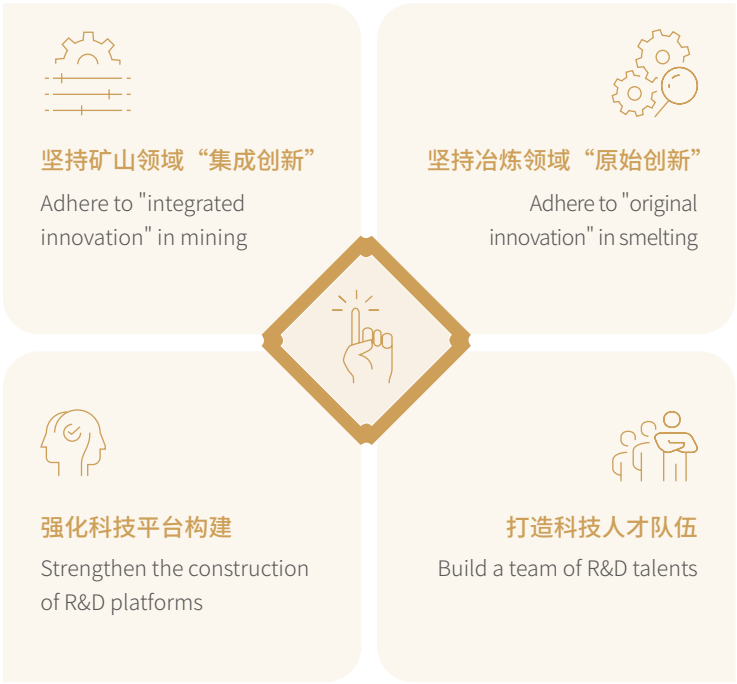 坚持矿山领域“集成创新”
Adhere to "integrated
innovation" in mining
坚持冶炼领域“原始创新”
Adhere to "original
innovation" in smelting
强化科技平台构建
Strengthen the construction
of R&D platforms
打造科技人才队伍
Build a team of R&D talents